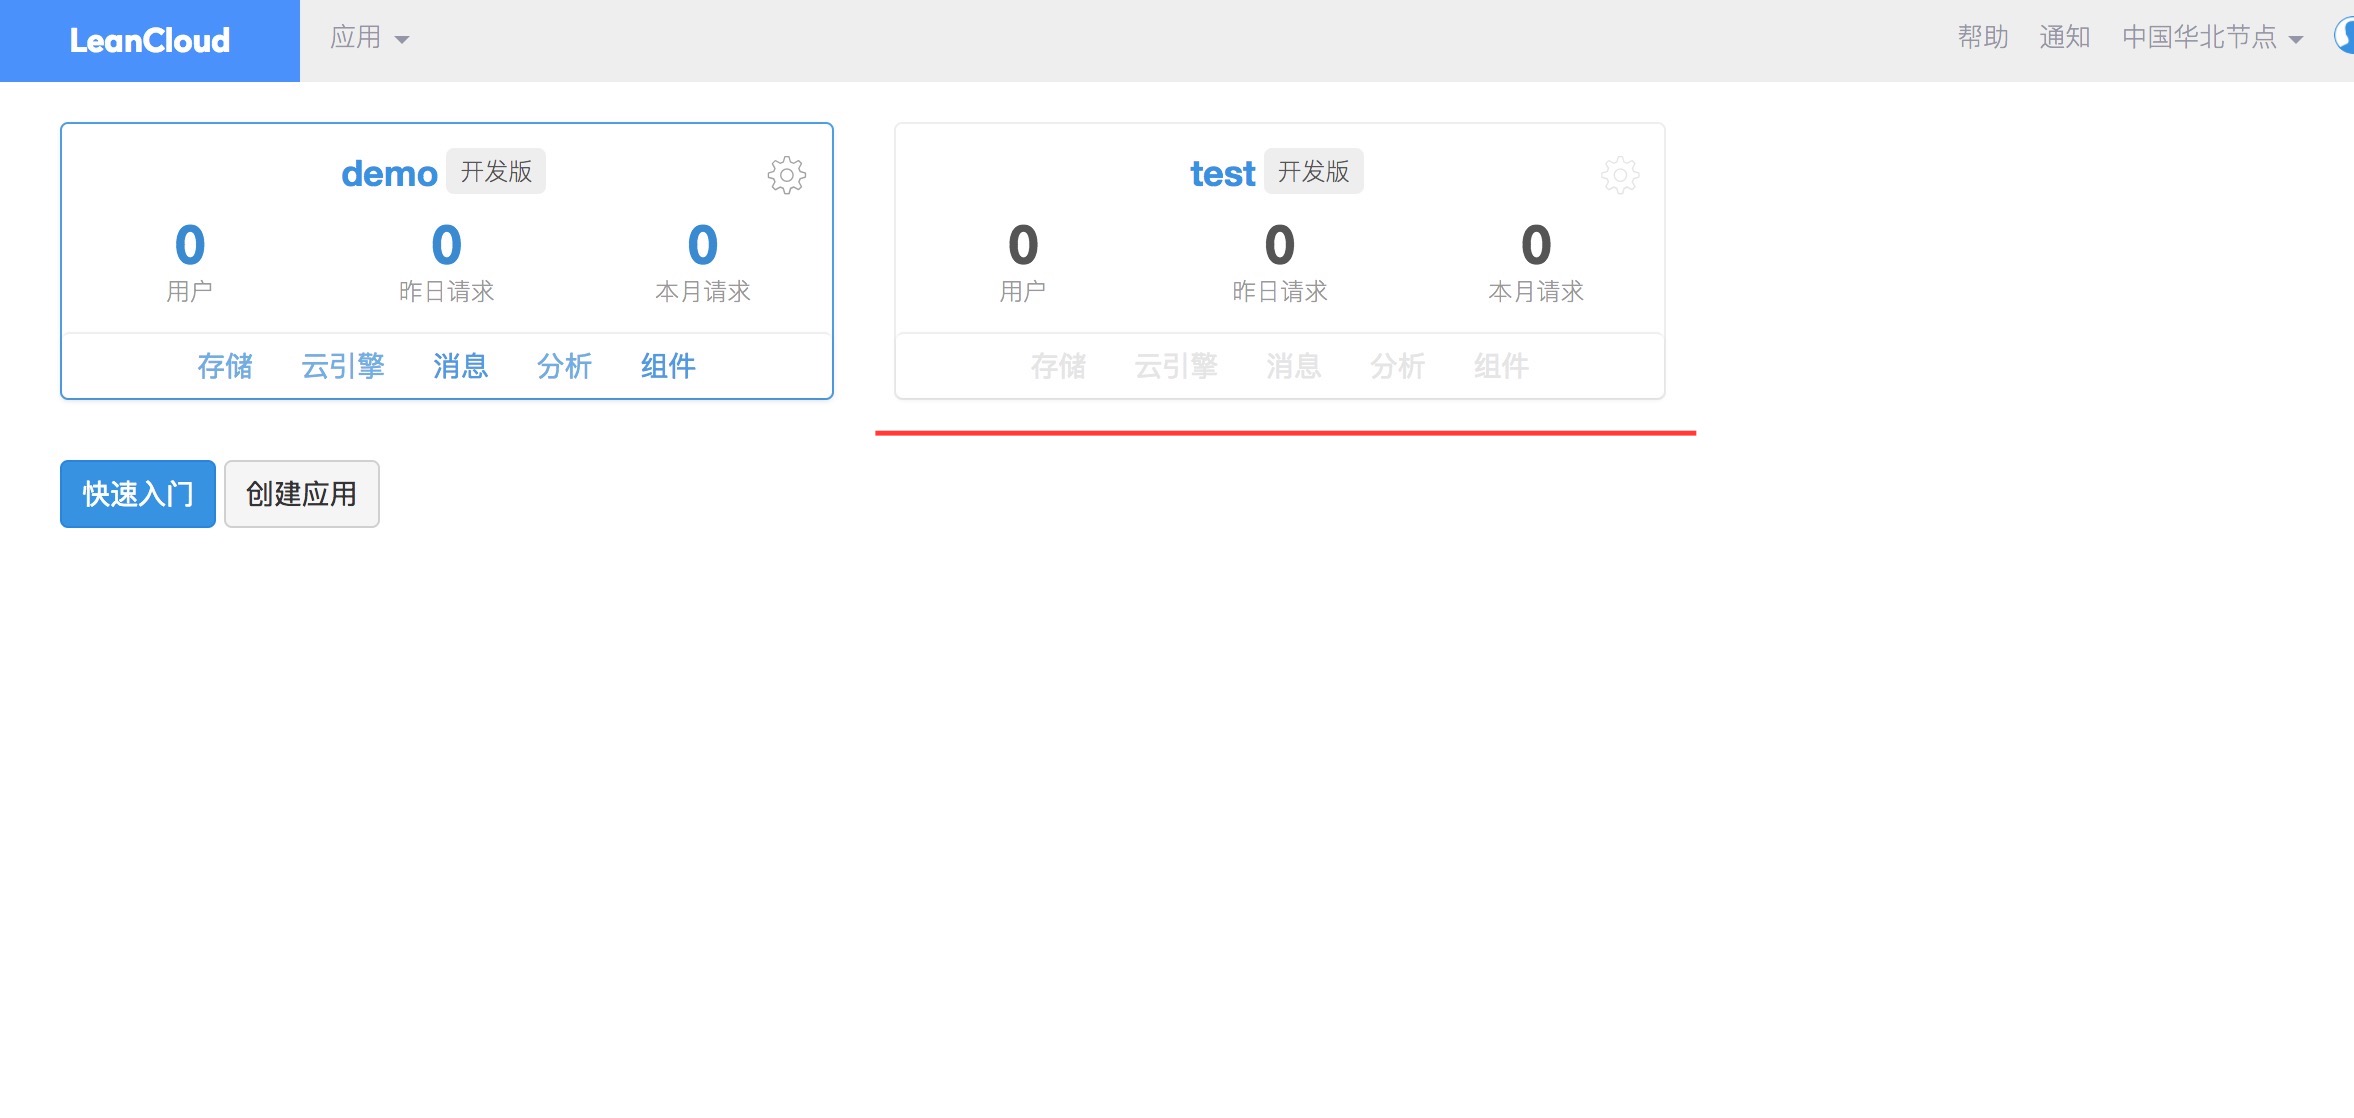 LeanCloud 应用 帮助 通知 中国华北节点
demo 开发版
0 0 0
用户 昨日请求 本月请求
存储 云引擎 消息 分析 组件
test 开发版
0 0 0
用户 昨日请求 本月请求
存储 云引擎 消息 分析 组件
快速入门 创建应用